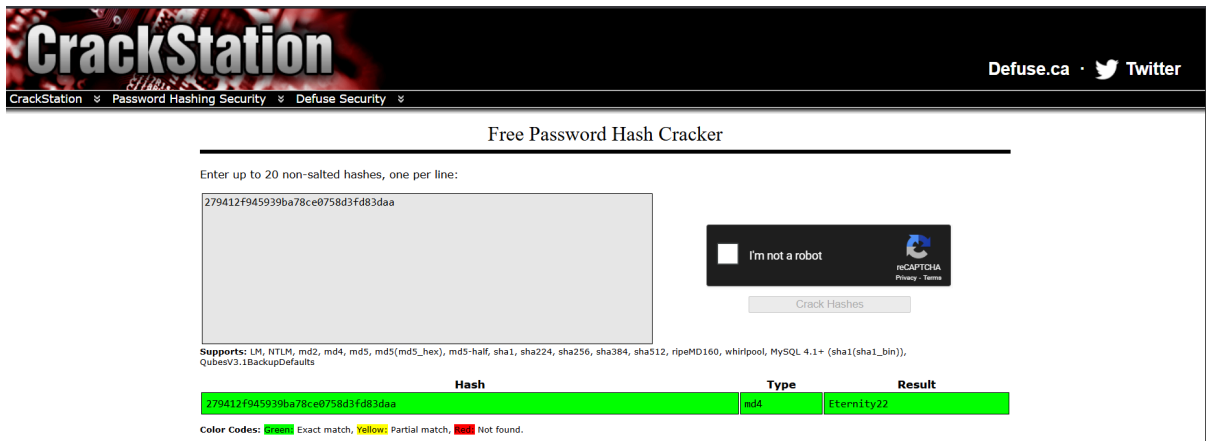 CrackStation
Defuse.ca · Twitter
CrackStation Password Hashing Security Defuse Security
Free Password Hash Cracker
Enter up to 20 non-salted hashes, one per line:
279412f945939ba78ce0758d3fd83daa
I'm not a robot
reCAPTCHA
Privacy - Terms
Crack Hashes
Supports: LM, NTLM, md2, md4, md5, md5(md5_hex), md5-half, sha1, sha224, sha256, sha384, sha512, ripeMD160, whirlpool, MySQL 4.1+ (sha1(sha1_bin)),
QubesV3.1BackupDefaults
Hash Type Result
279412f945939ba78ce0758d3fd83daa md4 Eternity22
Color Codes: Green: Exact match, Yellow: Partial match, Red: Not found.